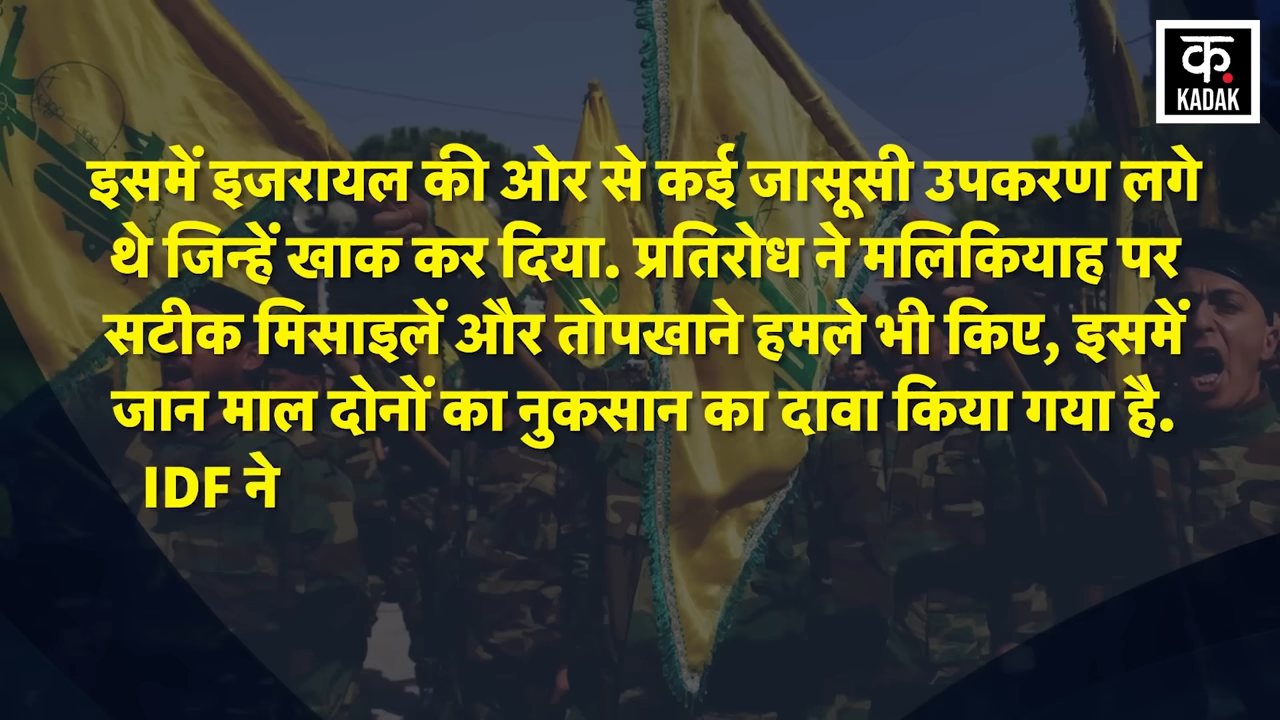 क
KADAK
इसमें इजरायल की ओर से कई जासूसी उपकरण लगे
थे जिन्हें खाक कर दिया. प्रतिरोध ने मलिकियाह पर
सटीक मिसाइलें और तोपखाने हमले भी किए, इसमें
जान माल दोनों का नुकसान का दावा किया गया है.
IDF ने